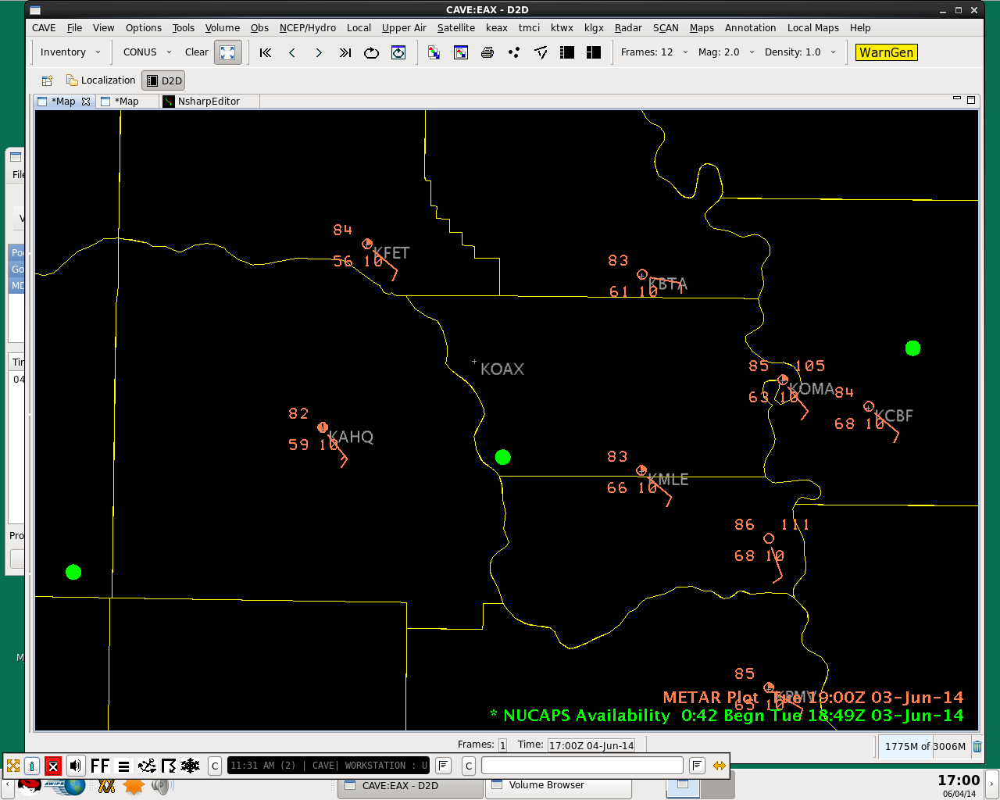 CAVE:EAX - D2D
CAVE File View Options Tools Volume Obs NCEP/Hydro Local Upper Air Satellite keax tmci ktwx klgx Radar SCAN Maps Annotation Local Maps Help
Inventory CONUS Clear Frames: 12 Mag: 2.0 Density: 1.0 WarnGen
Localization D2D
*Map *Map NsharpEditor
File
84
KFET
56 10
83
KBTA
61 10
KOAX
85 105
KOMA
63 10
84
KCBF
68 10
82
KAHQ
59 10
83
KMLE
66 10
86 111
68 10
85
KPMV
65 10
METAR Plot Tue 19:00Z 03-Jun-14
* NUCAPS Availability 0:42 Begn Tue 18:49Z 03-Jun-14
Poe
Go
MD
Tir
04
Pro
Frames: 1 Time: 17:00Z 04-Jun-14
1775M of 3006M
FF C 11:31 AM (2) | CAVE| WORKSTATION : U C
AWIPS
CAVE:EAX - D2D Volume Browser
17:00
06/04/14